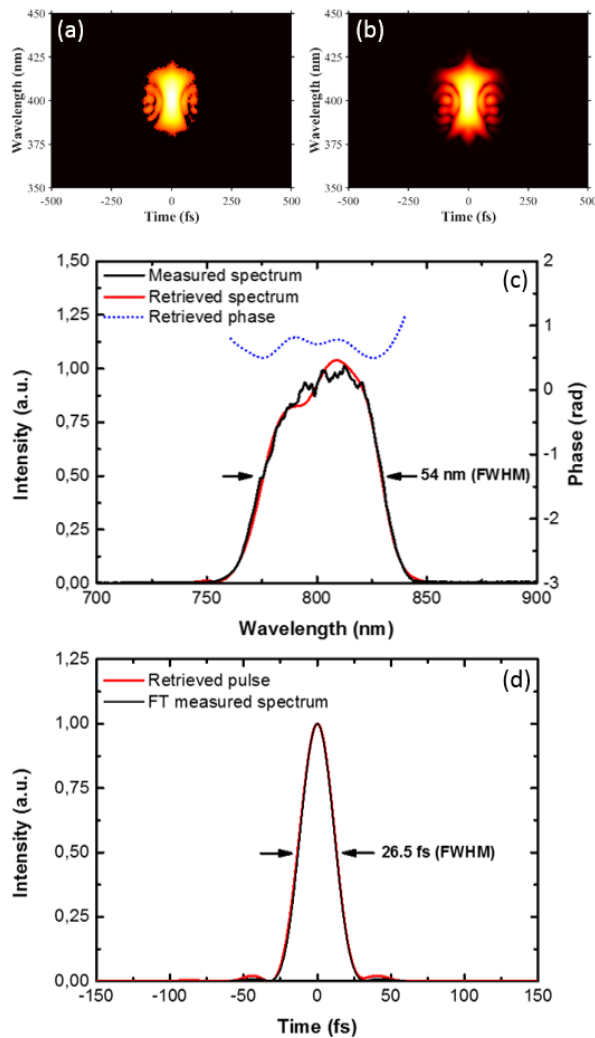 (a)
Wavelength (nm)
450
425
400
375
350
-500
-250
0
250
500
Time (fs)
(b)
Wavelength (nm)
450
425
400
375
350
-500
-250
0
250
500
Time (fs)
(c)
Measured spectrum
Retrieved spectrum
Retrieved phase
Intensity (a.u.)
1,50
1,25
1,00
0,75
0,50
0,25
0,00
2
1
0
-1
-2
-3
Phase (rad)
54 nm (FWHM)
700
750
800
850
900
Wavelength (nm)
(d)
Retrieved pulse
FT measured spectrum
Intensity (a.u.)
1,25
1,00
0,75
0,50
0,25
0,00
26.5 fs (FWHM)
-150
-100
-50
0
50
100
150
Time (fs)